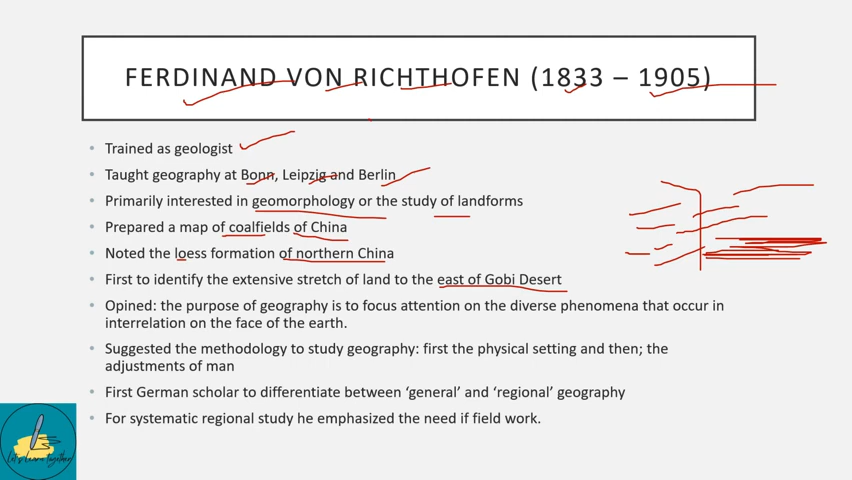 FERDINAND VON RICHTHOFEN (1833 – 1905)
• Trained as geologist
• Taught geography at Bonn, Leipzig and Berlin
• Primarily interested in geomorphology or the study of landforms
• Prepared a map of coalfields of China
• Noted the loess formation of northern China
• First to identify the extensive stretch of land to the east of Gobi Desert
• Opined: the purpose of geography is to focus attention on the diverse phenomena that occur in
interrelation on the face of the earth.
• Suggested the methodology to study geography: first the physical setting and then; the
adjustments of man
• First German scholar to differentiate between ‘general’ and ‘regional’ geography
• For systematic regional study he emphasized the need if field work.
Let's learn together